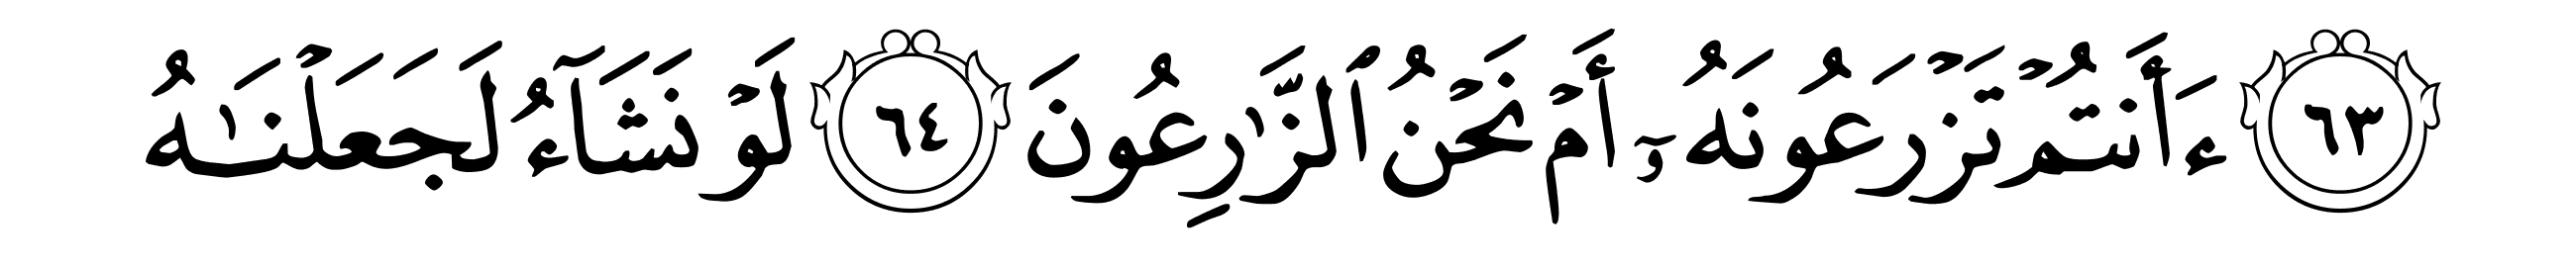 ٦٣ ءَأَنتُمْ تَزْرَعُونَهُۥٓ أَمْ نَحْنُ ٱلزَّٰرِعُونَ ٦٤ لَوْ نَشَآءُ لَجَعَلْنَـٰهُ